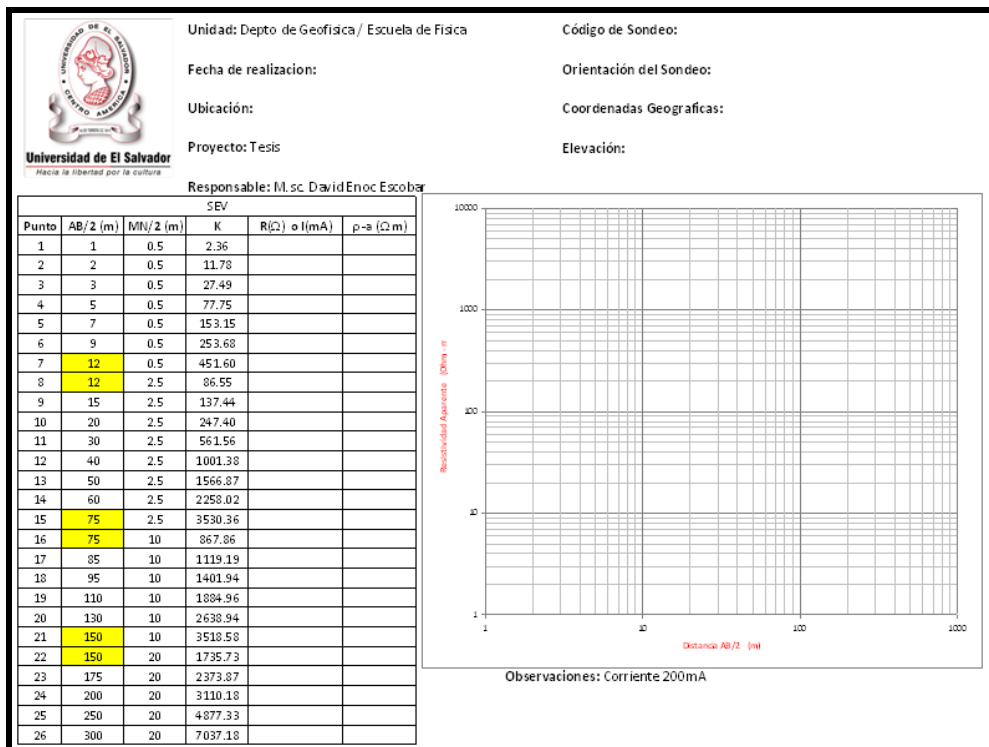 Unidad: Depto de Geofisica / Escuela de Fisica
Código de Sondeo:
Fecha de realizacion:
Orientación del Sondeo:
Ubicación:
Coordenadas Geograficas:
Proyecto: Tesis
Elevación:
Responsable: M.sc. David Enoc Escobar
UNIVERSIDAD DE EL SALVADOR
CENTRO AMERICA
Universidad de El Salvador
Hacia la libertad por la cultura
SEV
Punto AB/2 (m) MN/2 (m) K R(Ω) o I(mA) ρ-a (Ω m)
1 1 0.5 2.36
2 2 0.5 11.78
3 3 0.5 27.49
4 5 0.5 77.75
5 7 0.5 153.15
6 9 0.5 253.68
7 12 0.5 451.60
8 12 2.5 86.55
9 15 2.5 137.44
10 20 2.5 247.40
11 30 2.5 561.56
12 40 2.5 1001.38
13 50 2.5 1566.87
14 60 2.5 2258.02
15 75 2.5 3530.36
16 75 10 867.86
17 85 10 1119.19
18 95 10 1401.94
19 110 10 1884.96
20 130 10 2638.94
21 150 10 3518.58
22 150 20 1735.73
23 175 20 2373.87
24 200 20 3110.18
25 250 20 4877.33
26 300 20 7037.18
10000
1000
100
10
1
Resistividad Aparente (Ohm - m
1 10 100 1000
Distancia AB/2 (m)
Observaciones: Corriente 200mA